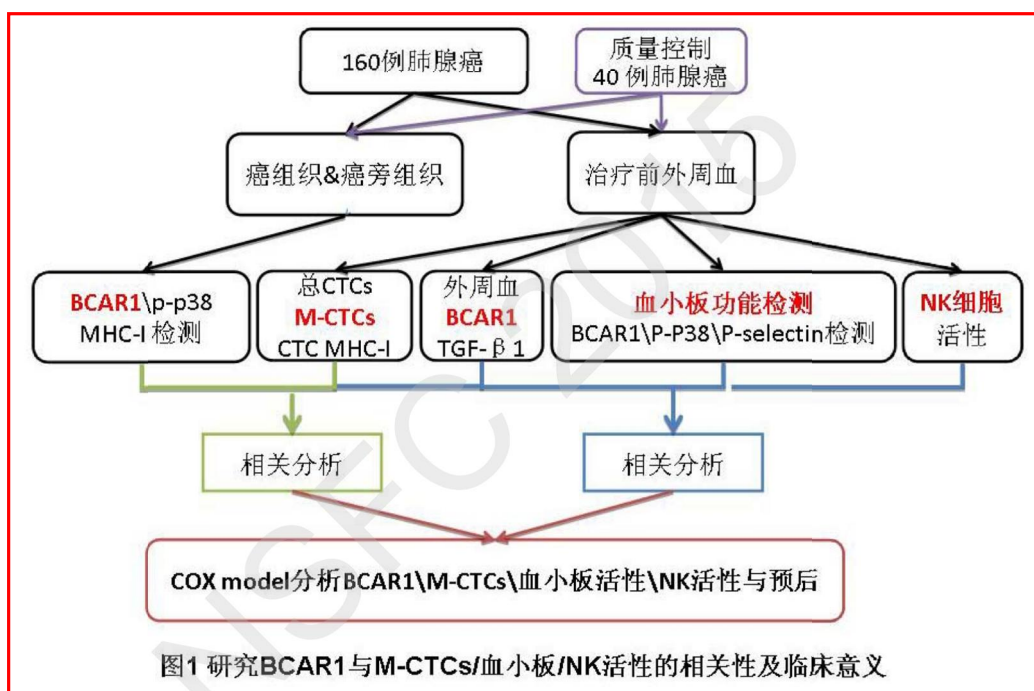 160例肺腺癌
质量控制
40 例肺腺癌
癌组织&癌旁组织
治疗前外周血
BCAR1\p-p38
MHC-I 检测
总CTCs
M-CTCs
CTC MHC-I
外周血
BCAR1
TGF-β1
血小板功能检测
BCAR1\P-P38\P-selectin检测
NK细胞
活性
相关分析
相关分析
COX model分析BCAR1\M-CTCs\血小板活性\NK活性与预后
图1 研究BCAR1与M-CTCs/血小板/NK活性的相关性及临床意义
NSFC 2015